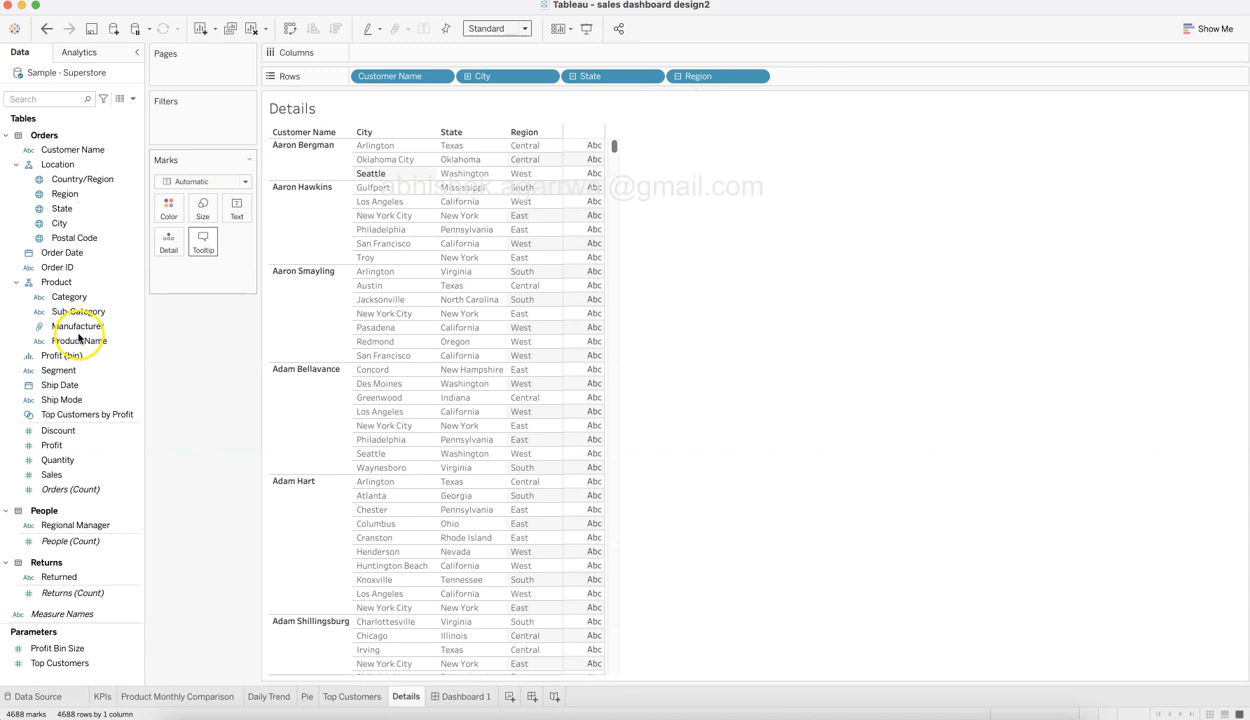 Tableau - sales dashboard design2
Standard
Show Me
Data
Analytics
Sample - Superstore
Search
Tables
Orders
Customer Name
Location
Country/Region
Region
State
City
Postal Code
Order Date
Order ID
Product
Category
Sub-Category
Manufacturer
Product Name
Profit (bin)
Segment
Ship Date
Ship Mode
Top Customers by Profit
Discount
Profit
Quantity
Sales
Orders (Count)
People
Regional Manager
People (Count)
Returns
Returned
Returns (Count)
Measure Names
Parameters
Profit Bin Size
Top Customers
Pages
Filters
Marks
Automatic
Color Size Text
Detail Tooltip
Columns
Rows Customer Name City State Region
Details
Customer Name City State Region
Aaron Bergman Arlington Texas Central Abc
Oklahoma City Oklahoma Central Abc
Seattle Washington West Abc
abhishek.agarrwal@gmail.com
Aaron Hawkins Gulfport Mississippi South Abc
Los Angeles California West Abc
New York City New York East Abc
Philadelphia Pennsylvania East Abc
San Francisco California West Abc
Troy New York East Abc
Aaron Smayling Arlington Virginia South Abc
Austin Texas Central Abc
Jacksonville North Carolina South Abc
New York City New York East Abc
Pasadena California West Abc
Redmond Oregon West Abc
San Francisco California West Abc
Adam Bellavance Concord New Hampshire East Abc
Des Moines Washington West Abc
Greenwood Indiana Central Abc
Los Angeles California West Abc
New York City New York East Abc
Philadelphia Pennsylvania East Abc
Seattle Washington West Abc
Waynesboro Virginia South Abc
Adam Hart Arlington Texas Central Abc
Atlanta Georgia South Abc
Chester Pennsylvania East Abc
Columbus Ohio East Abc
Cranston Rhode Island East Abc
Henderson Nevada West Abc
Huntington Beach California West Abc
Knoxville Tennessee South Abc
Los Angeles California West Abc
New York City New York East Abc
Adam Shillingsburg Charlottesville Virginia South Abc
Chicago Illinois Central Abc
Irving Texas Central Abc
New York City New York East Abc
Data Source KPIs Product Monthly Comparison Daily Trend Pie Top Customers Details Dashboard 1
4688 marks 4688 rows by 1 column